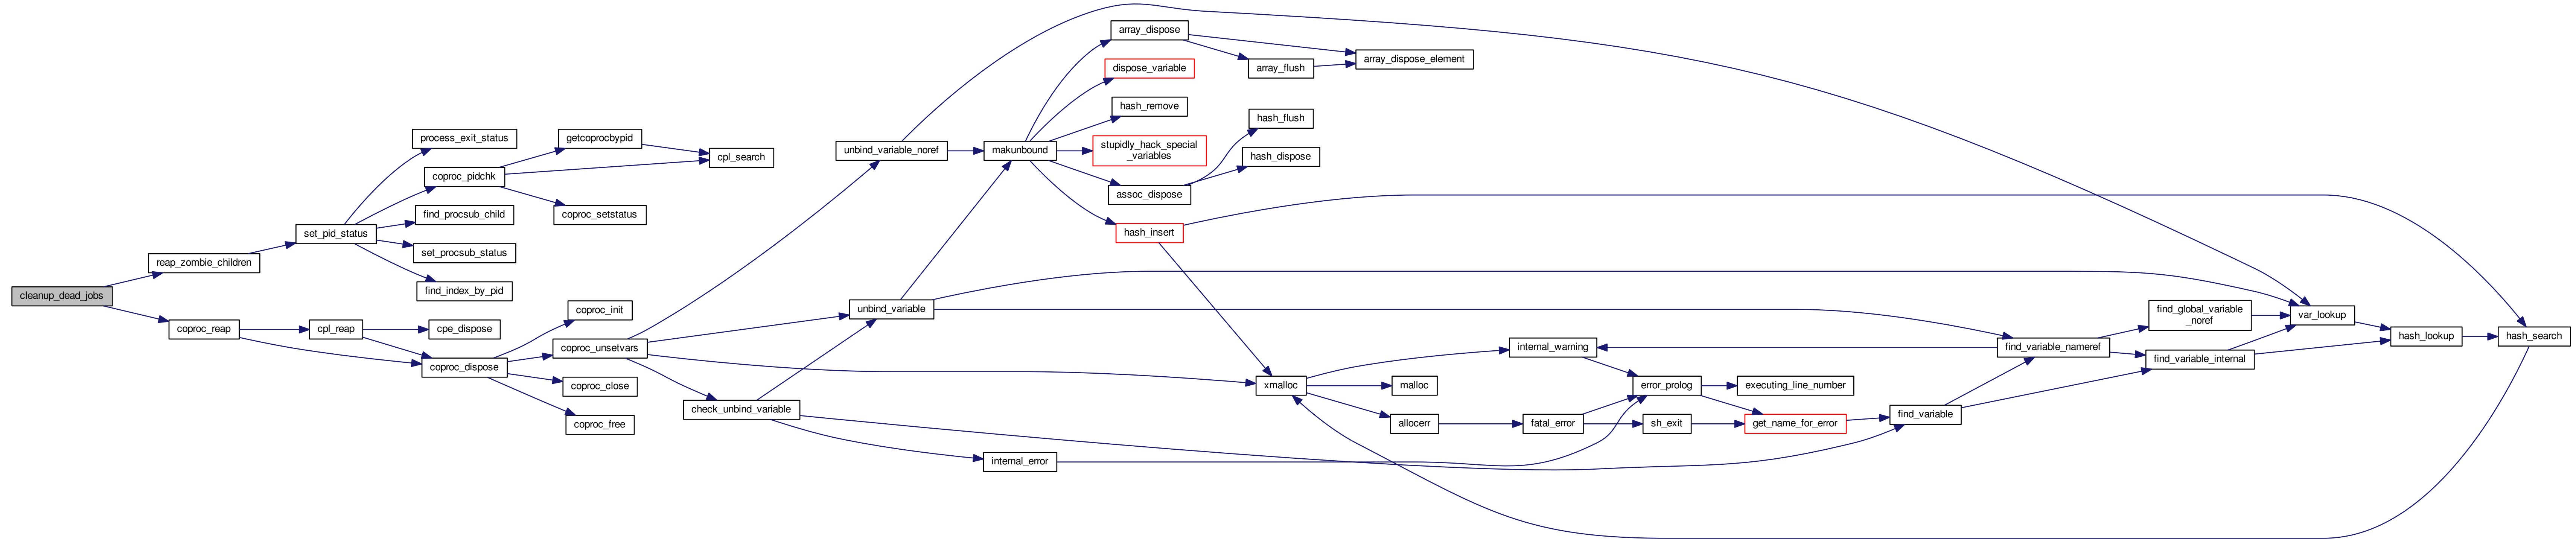 cleanup_dead_jobs
reap_zombie_children
coproc_reap
set_pid_status
cpl_reap
process_exit_status
coproc_pidchk
find_procsub_child
set_procsub_status
find_index_by_pid
cpe_dispose
coproc_dispose
getcoprocbypid
coproc_setstatus
coproc_init
coproc_unsetvars
coproc_close
coproc_free
cpl_search
check_unbind_variable
unbind_variable_noref
unbind_variable
makunbound
internal_error
array_dispose
dispose_variable
hash_remove
stupidly_hack_special
_variables
assoc_dispose
hash_insert
array_flush
hash_flush
hash_dispose
xmalloc
array_dispose_element
malloc
allocerr
internal_warning
fatal_error
error_prolog
sh_exit
executing_line_number
get_name_for_error
find_variable
find_variable_nameref
find_global_variable
_noref
find_variable_internal
var_lookup
hash_lookup
hash_search